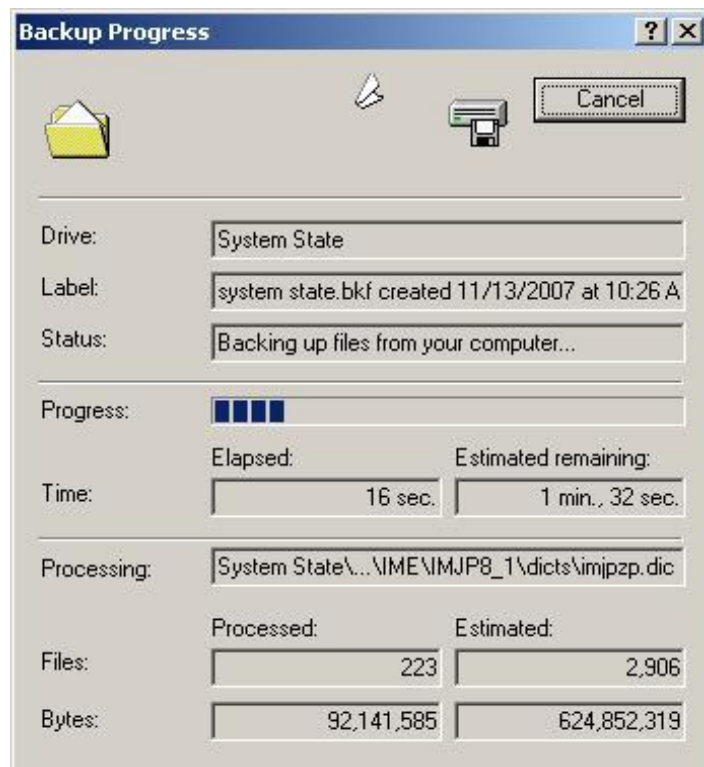 Backup Progress
Cancel
Drive: System State
Label: system state.bkf created 11/13/2007 at 10:26 A
Status: Backing up files from your computer...
Progress:
Elapsed: Estimated remaining:
Time: 16 sec. 1 min., 32 sec.
Processing: System State\...\IME\IMJP8_1\dicts\imjpzp.dic
Processed: Estimated:
Files: 223 2,906
Bytes: 92,141,585 624,852,319